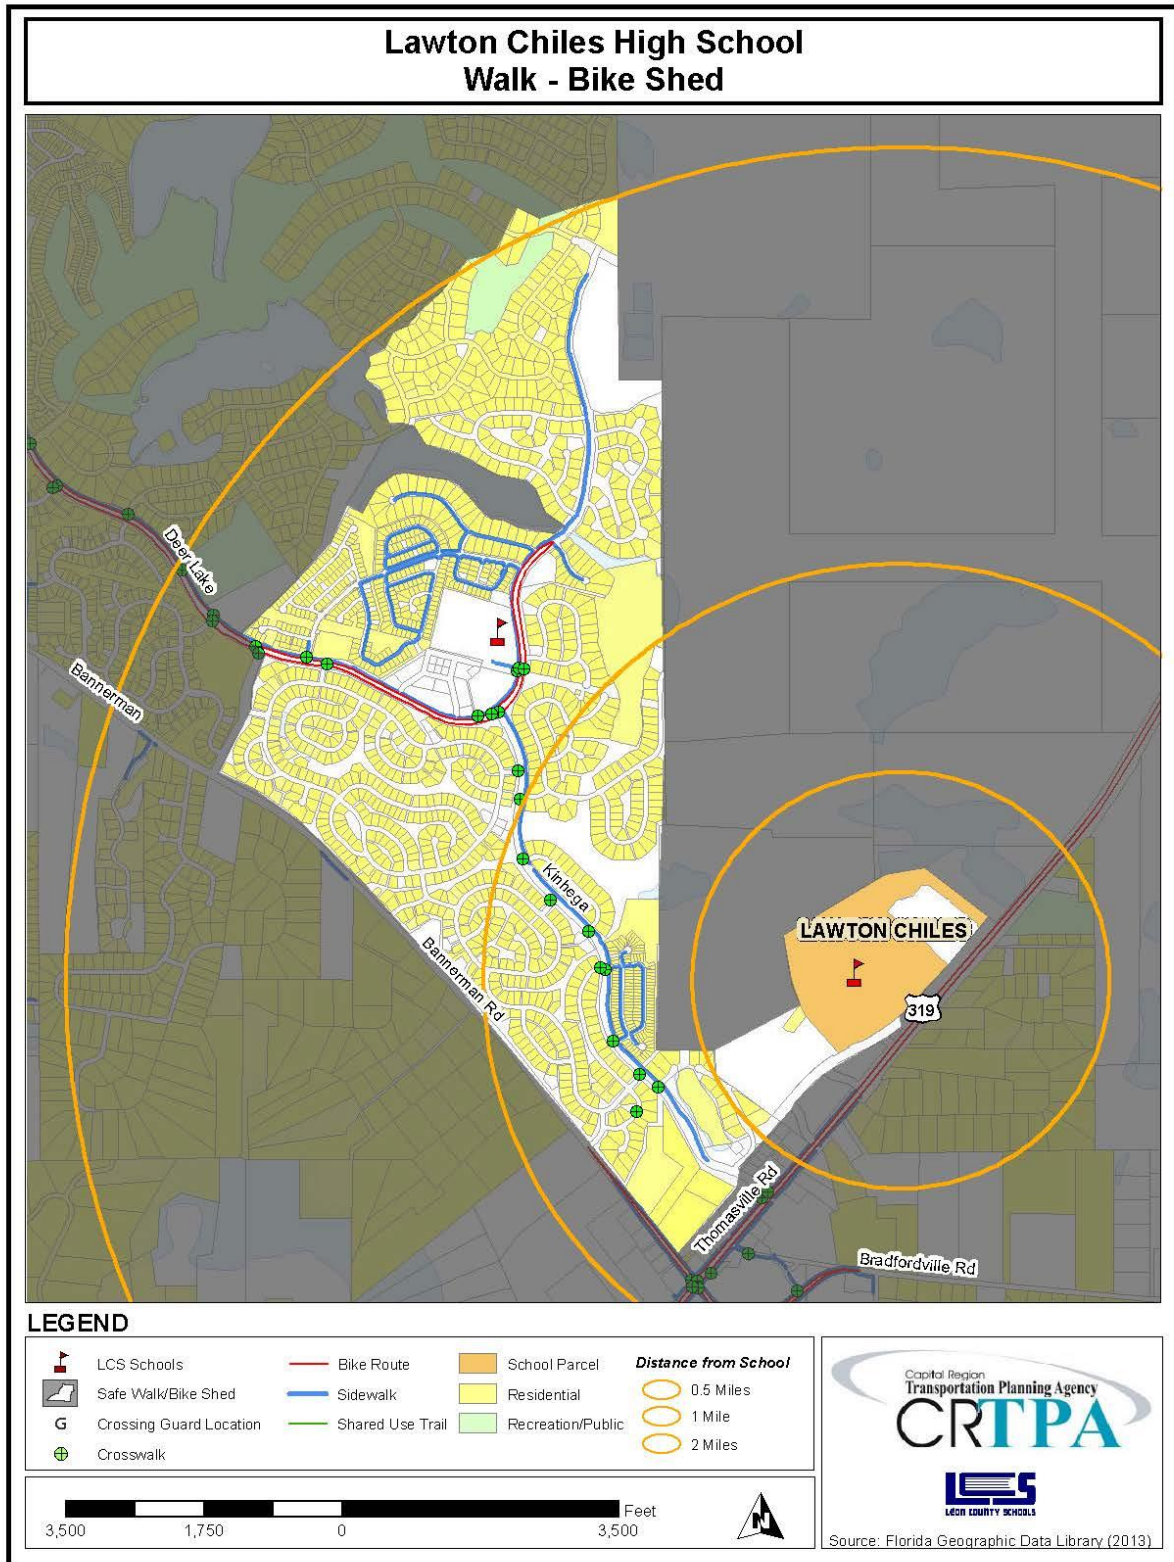 Lawton Chiles High School
Walk - Bike Shed
Deer Lake
Bannerman
Kinhega
Bannerman Rd
LAWTON CHILES
319
Thomasville Rd
Bradfordville Rd
LEGEND
LCS Schools
Safe Walk/Bike Shed
G Crossing Guard Location
Crosswalk
Bike Route
Sidewalk
Shared Use Trail
School Parcel
Residential
Recreation/Public
Distance from School
0.5 Miles
1 Mile
2 Miles
Feet
3,500 1,750 0 3,500
N
Capital Region
Transportation Planning Agency
CRTPA
LCS
LEON COUNTY SCHOOLS
Source: Florida Geographic Data Library (2013)